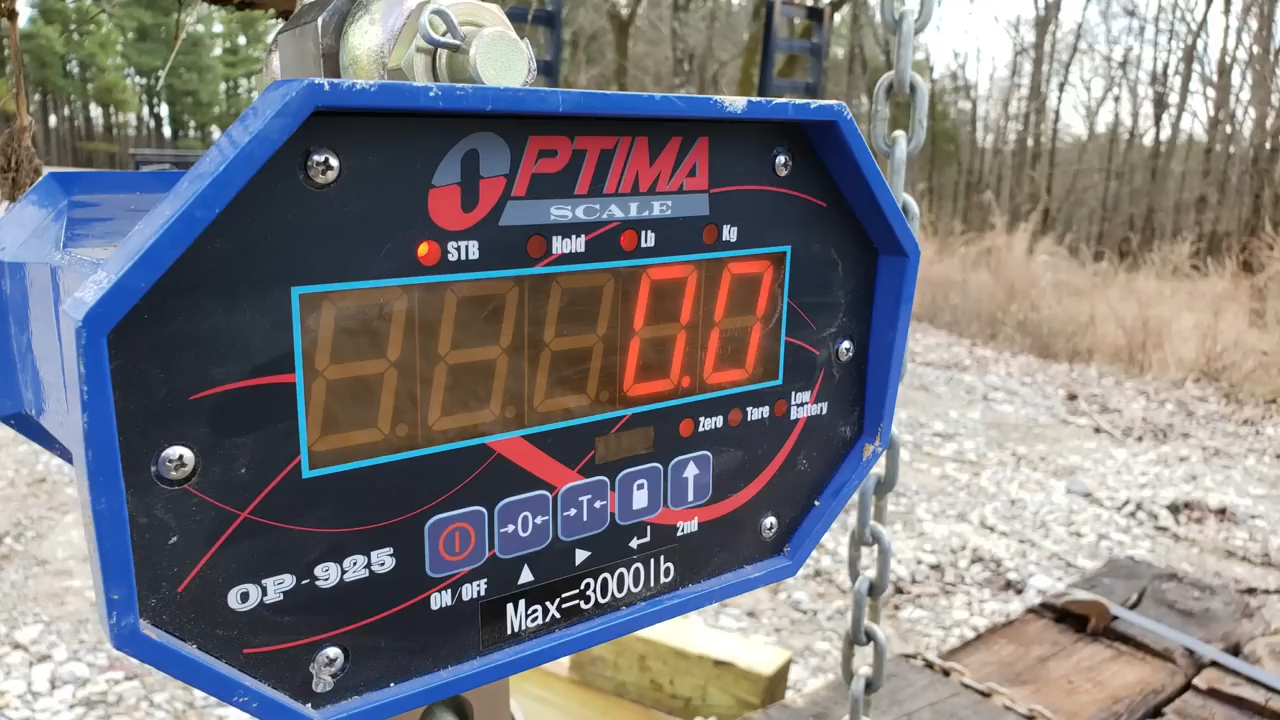 OPTIMA
SCALE
STB Hold Lb Kg
0.0
Zero Tare Low Battery
→0← →T←
2nd
ON/OFF
OP-925
Max=3000lb